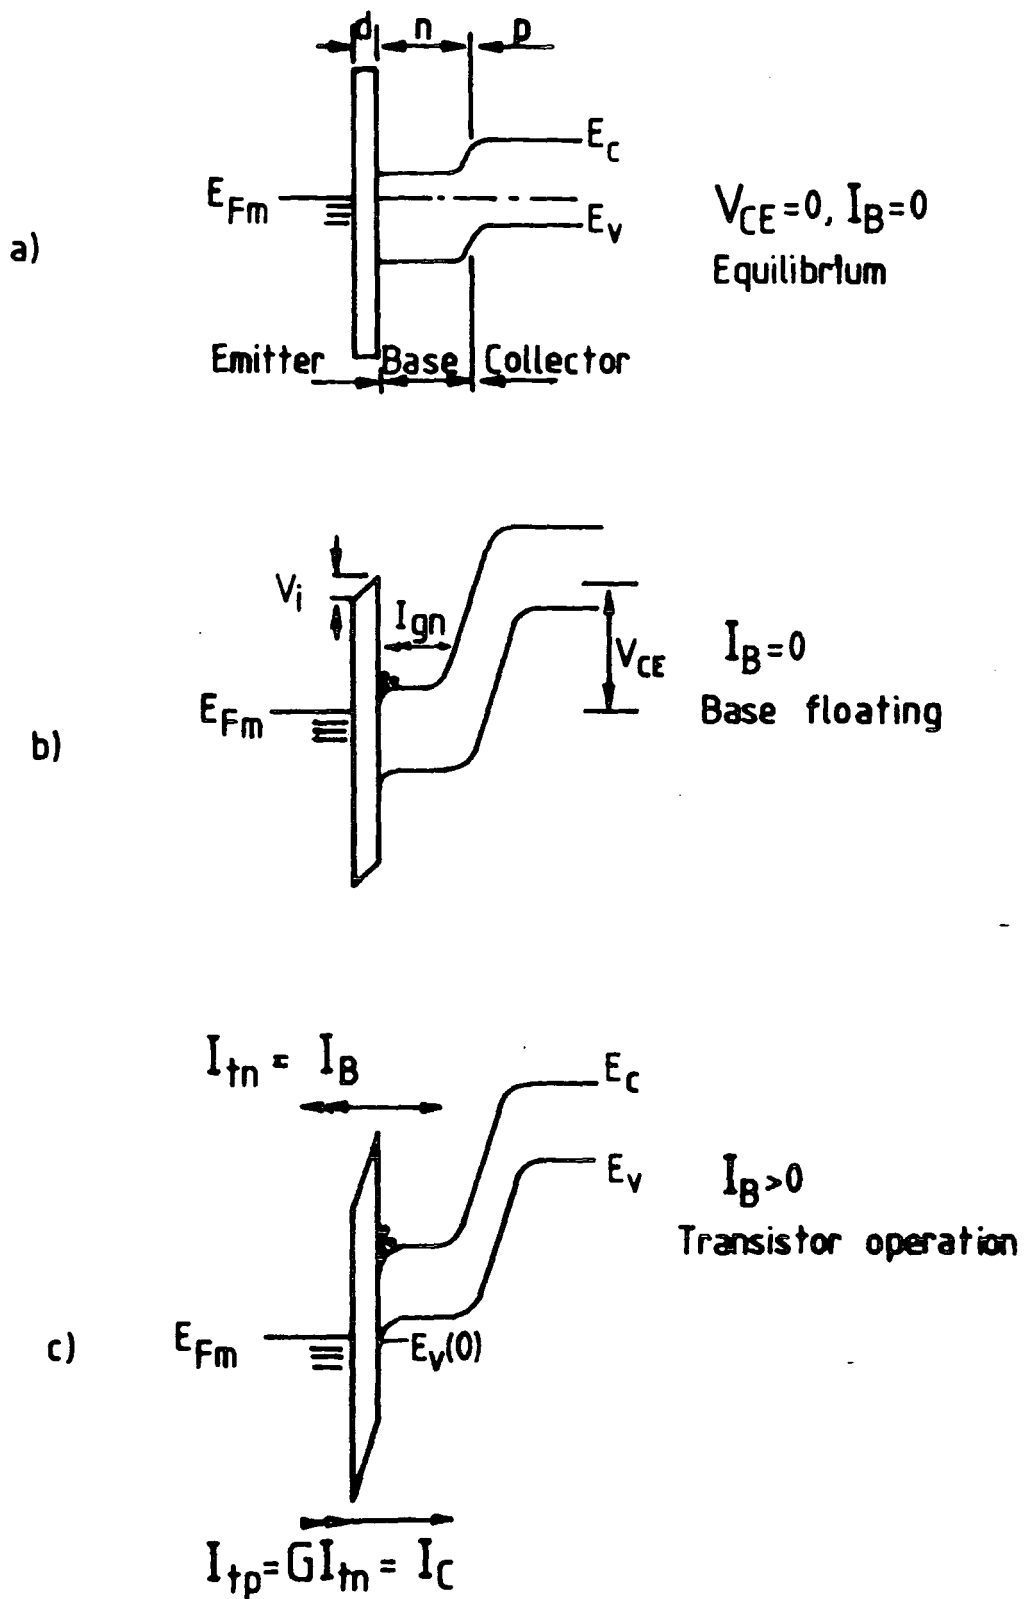 d n p
E_c
E_Fm
E_v
V_CE=0, I_B=0
Equilibrium
a)
Emitter Base Collector
V_i
I_gn
V_CE
I_B=0
E_Fm
Base floating
b)
I_tn = I_B
E_c
E_v
I_B>0
Transistor operation
E_Fm
E_v(0)
c)
I_tp=GI_tn = I_C